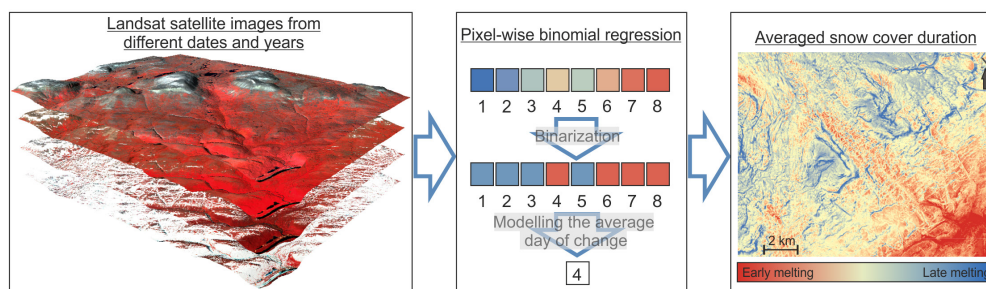 Landsat satellite images from
different dates and years
Pixel-wise binomial regression
1 2 3 4 5 6 7 8
Binarization
1 2 3 4 5 6 7 8
Modelling the average
day of change
4
Averaged snow cover duration
2 km
Early melting Late melting